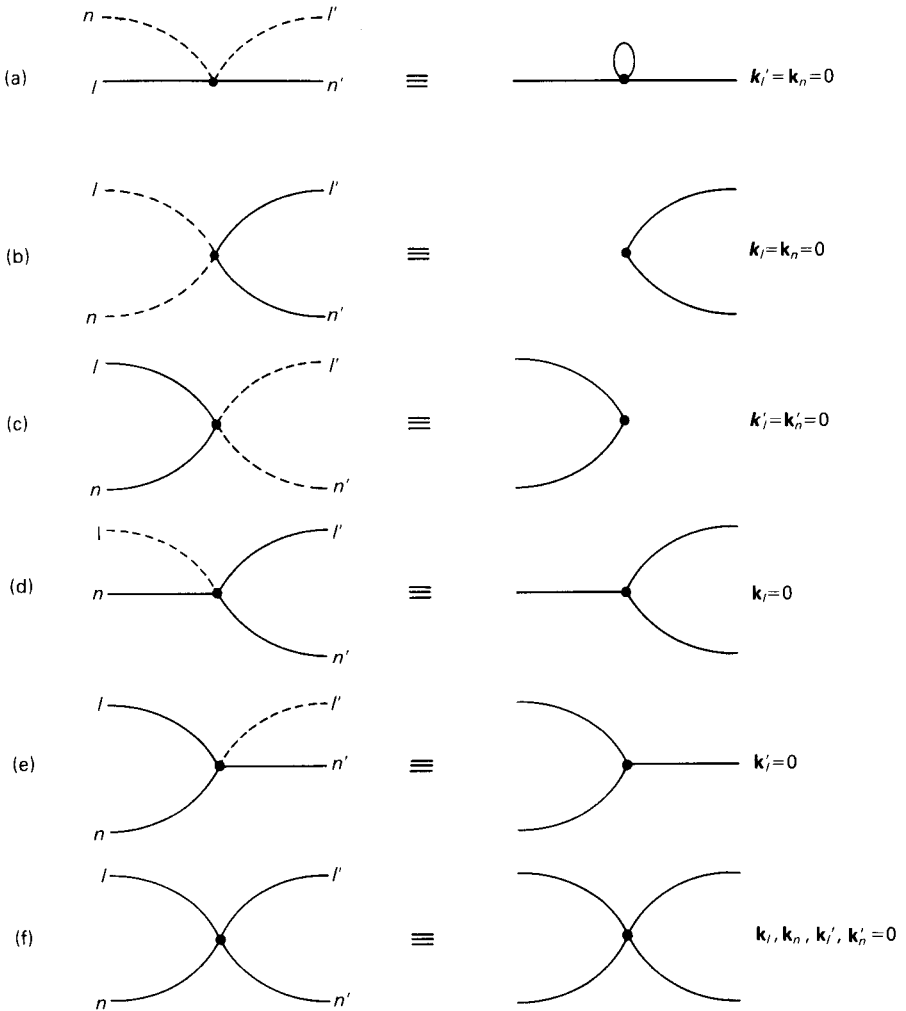 n l'
(a) l n' ≡ k_l' = k_n = 0
l l'
(b) ≡ k_l = k_n = 0
n n'
l l'
(c) ≡ k'_l = k'_n = 0
n n'
l l'
(d) n ≡ k_l = 0
n'
l l'
(e) n' ≡ k'_l = 0
n
l l'
(f) ≡ k_l, k_n, k_l', k'_n = 0
n n'